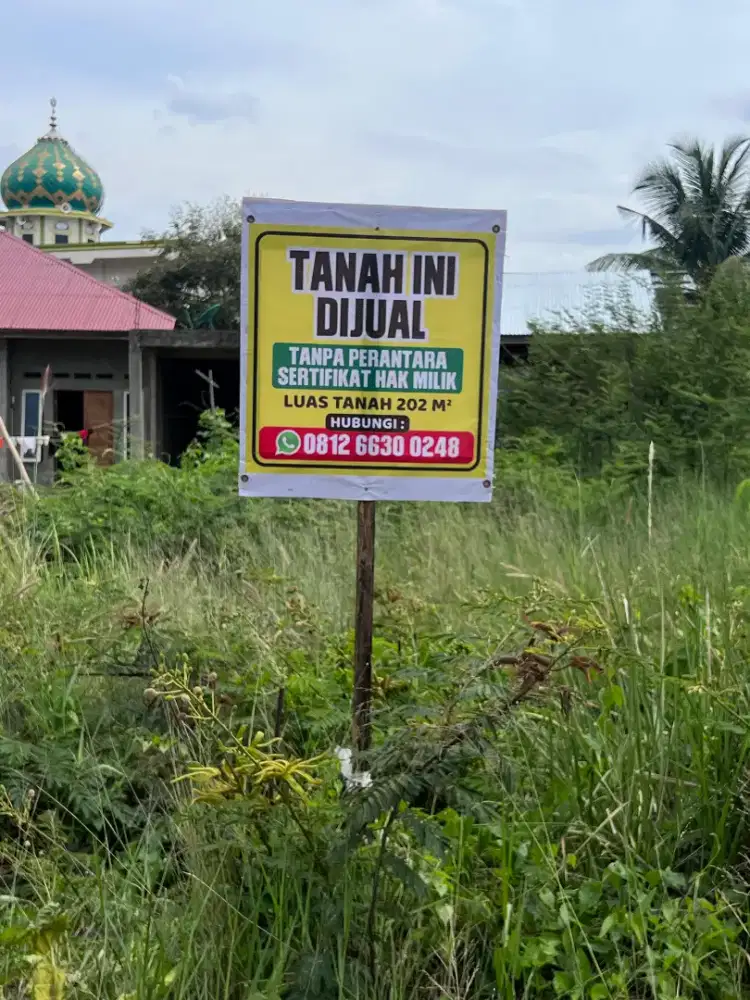 TANAH INI
DIJUAL
TANPA PERANTARA
SERTIFIKAT HAK MILIK
LUAS TANAH 202 M²
HUBUNGI :
0812 6630 0248